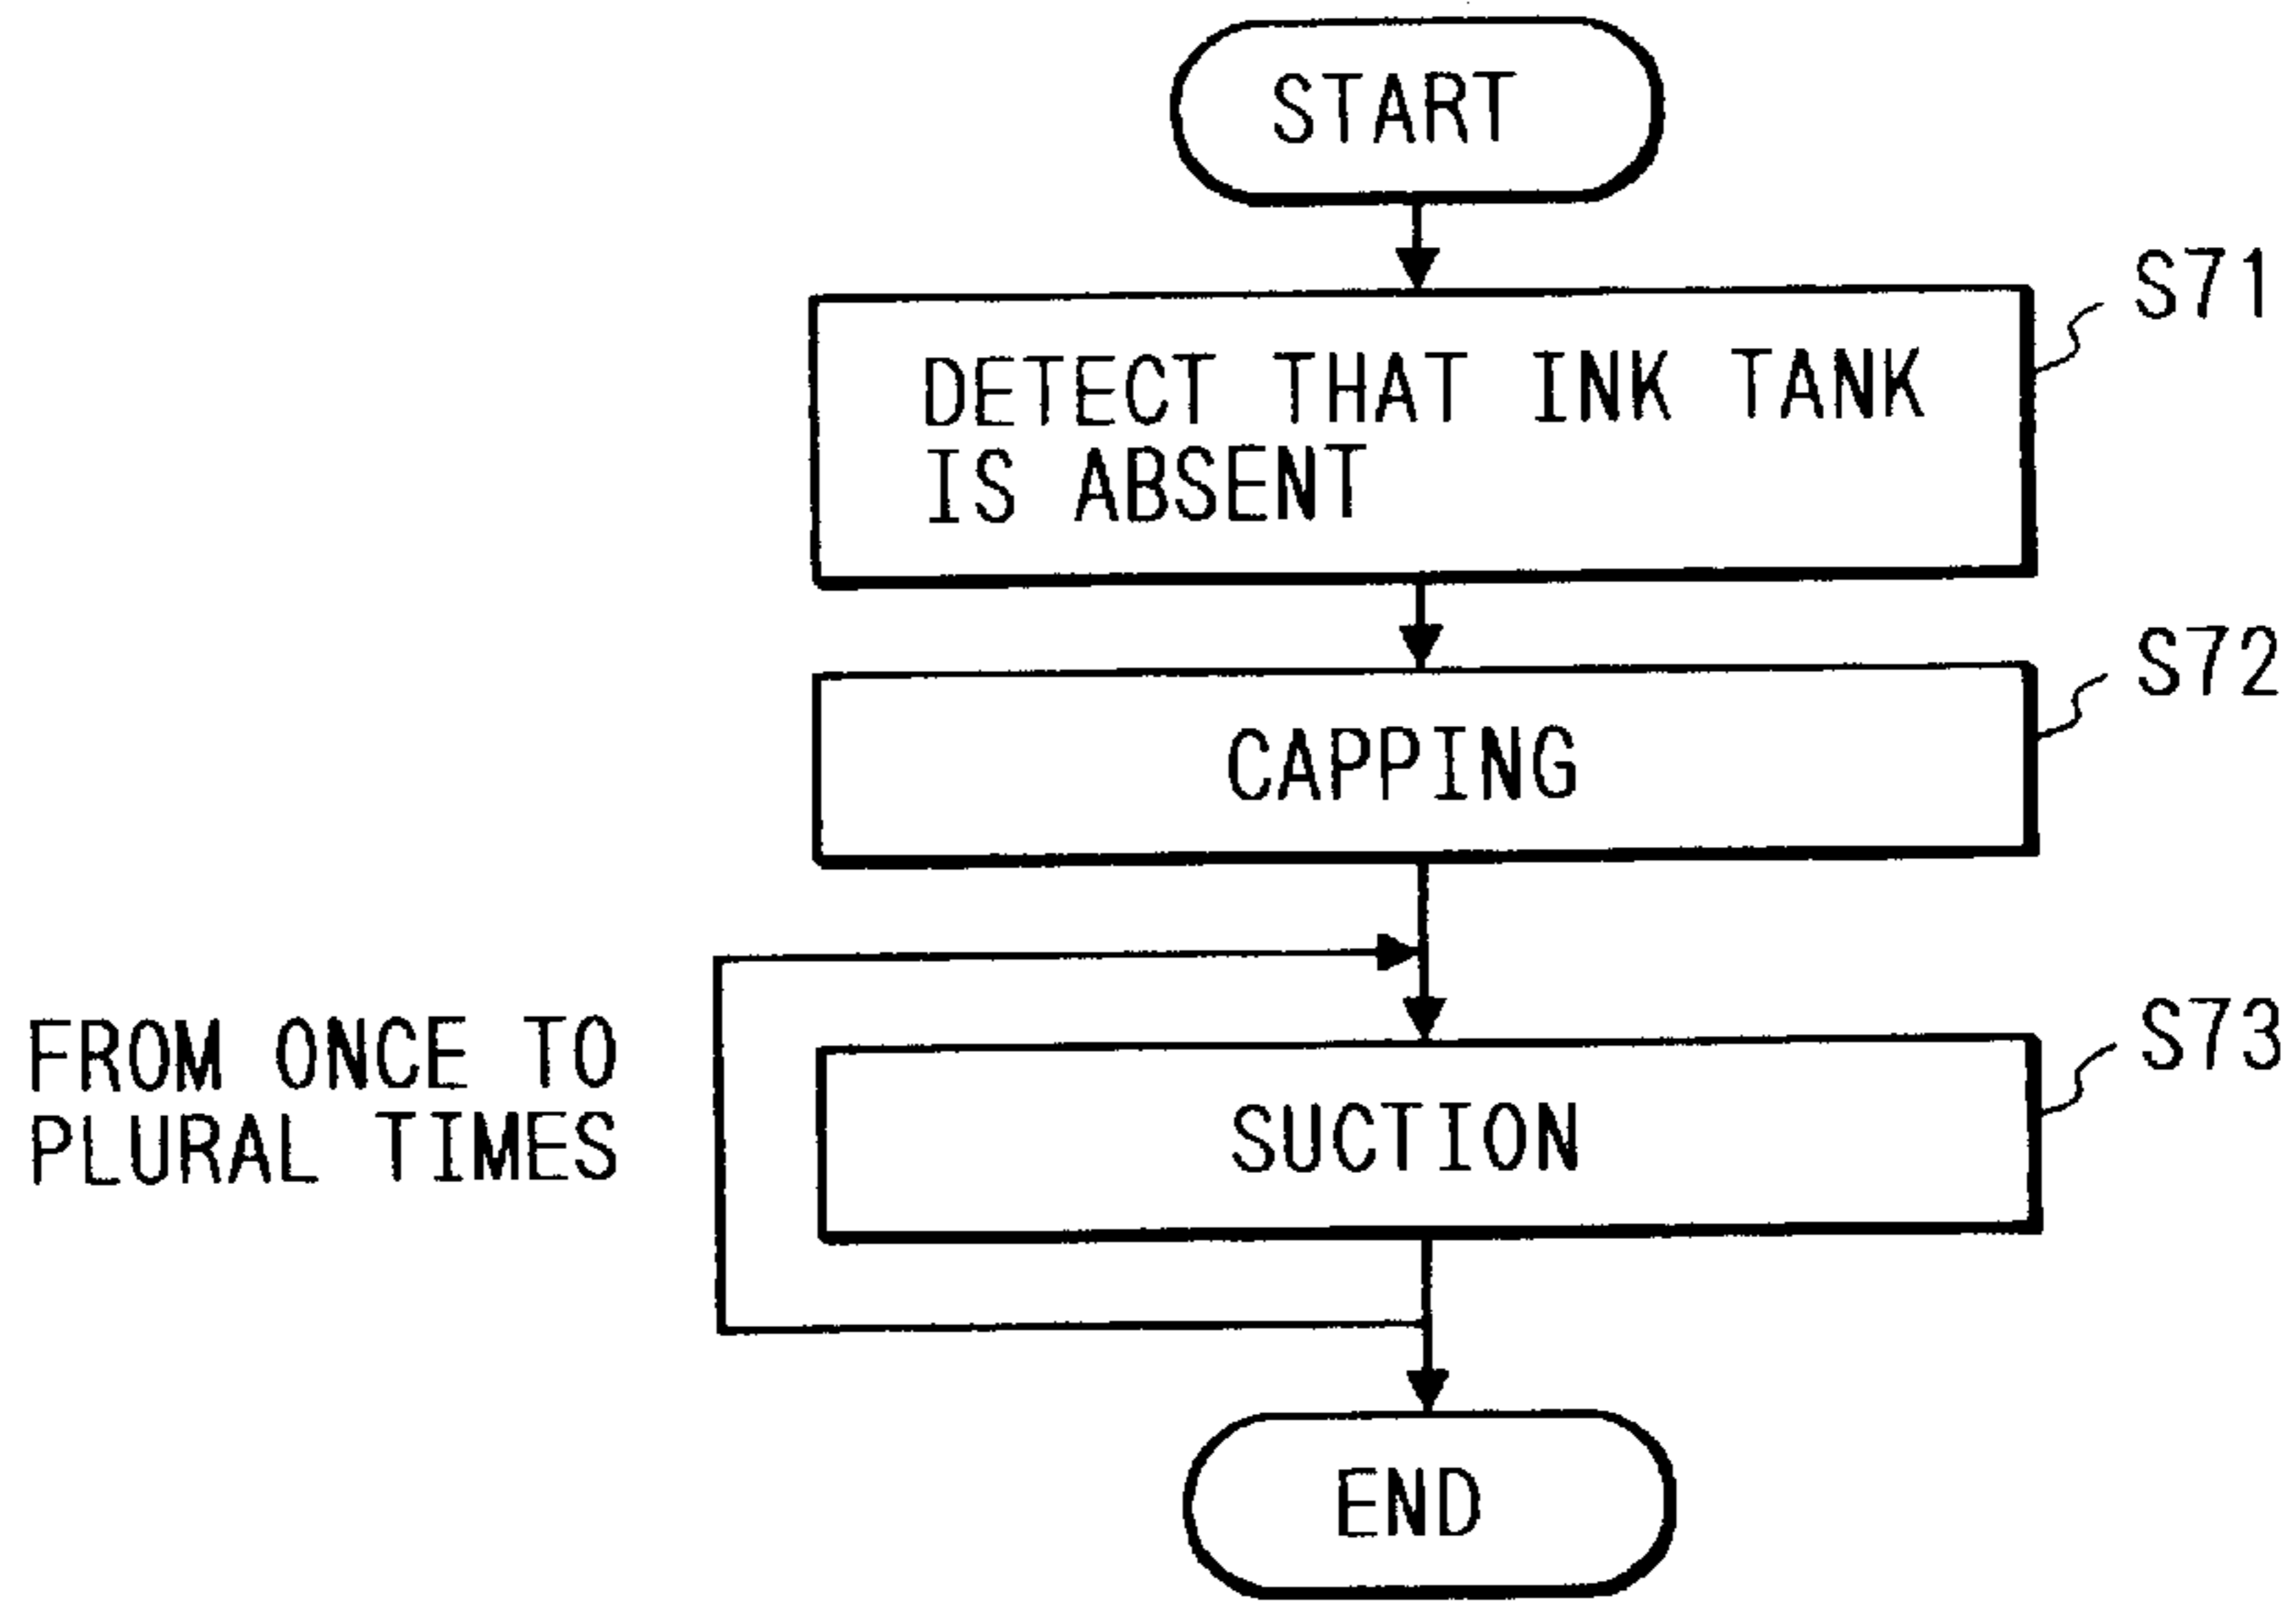 START
S71
DETECT THAT INK TANK
IS ABSENT
S72
CAPPING
FROM ONCE TO
PLURAL TIMES
S73
SUCTION
END